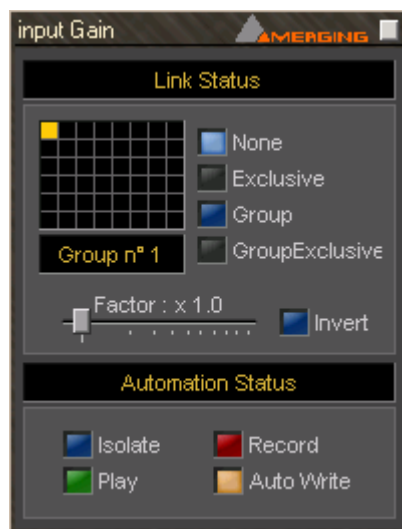 input Gain
MERGING
Link Status
None
Exclusive
Group
GroupExclusive
Group n° 1
Factor : x 1.0
Invert
Automation Status
Isolate
Record
Play
Auto Write